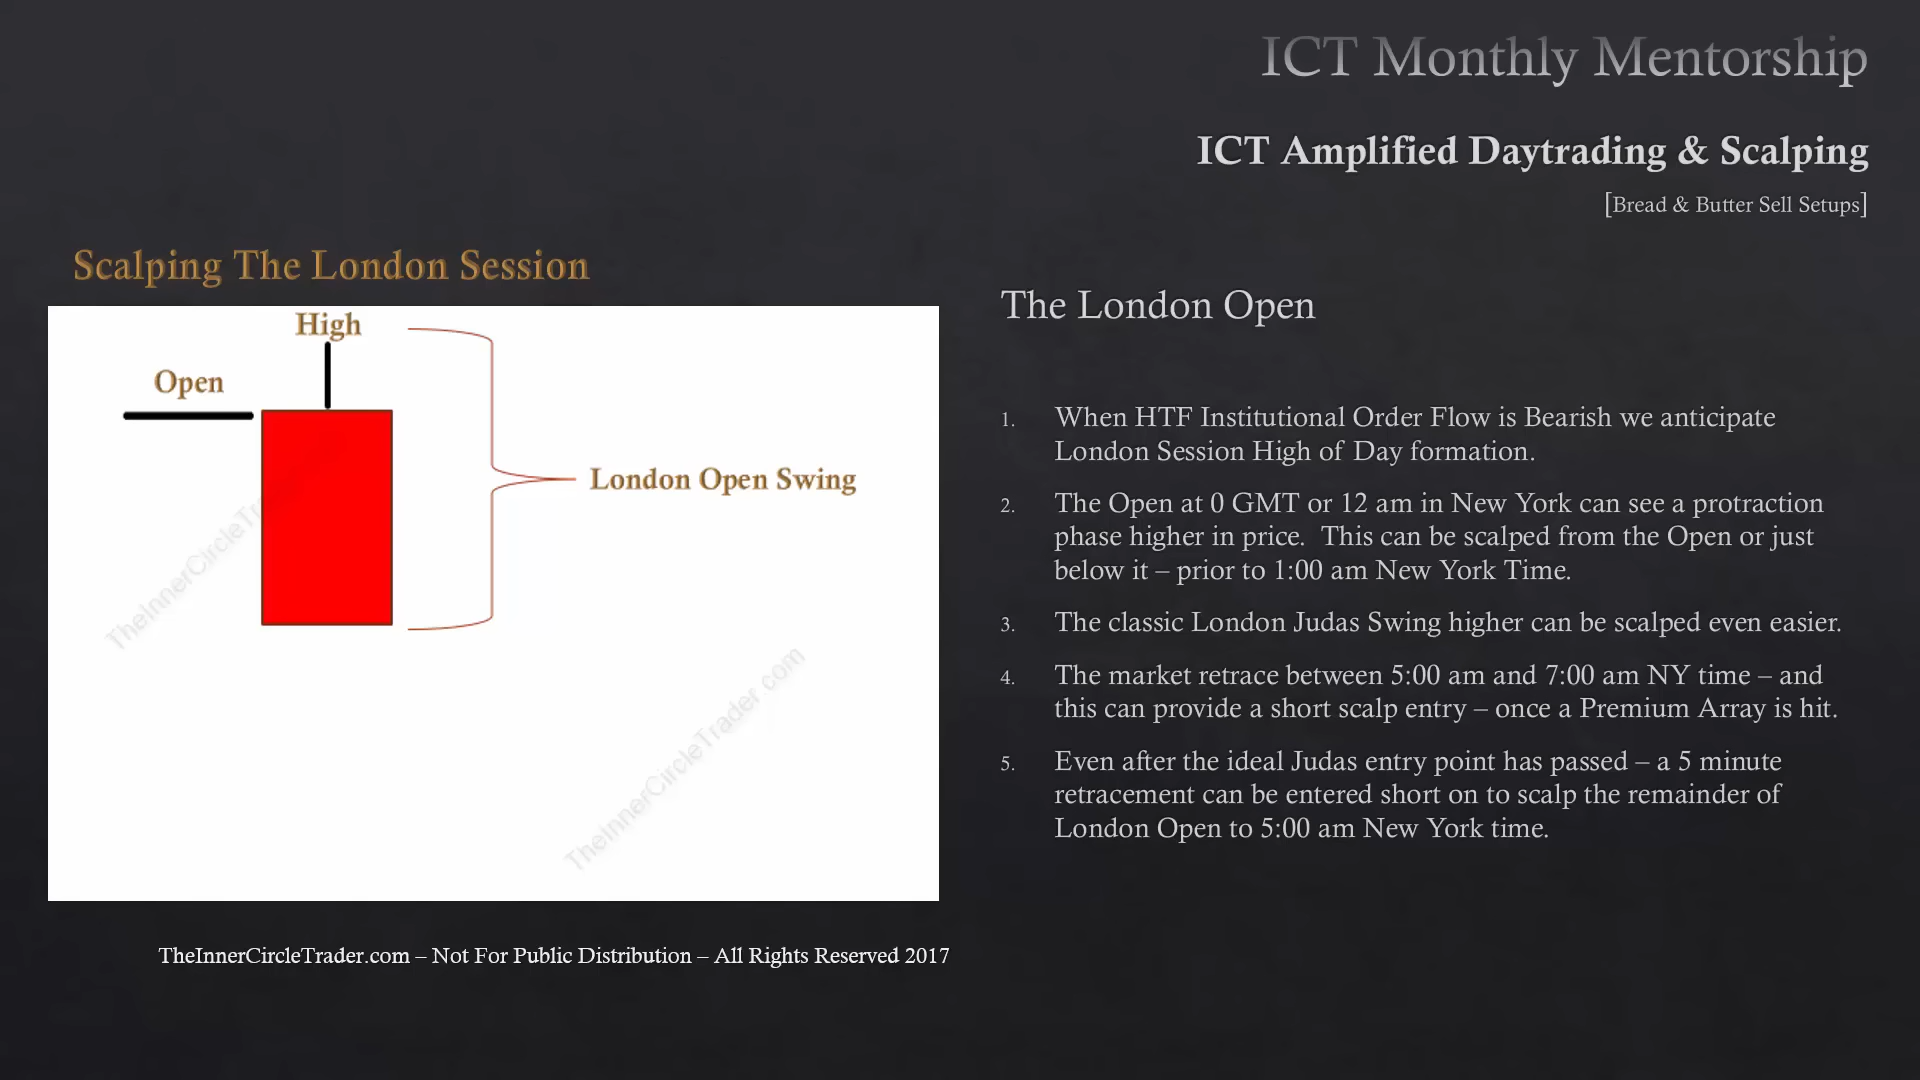 ICT Monthly Mentorship
ICT Amplified Daytrading & Scalping
[Bread & Butter Sell Setups]
Scalping The London Session
High
Open
London Open Swing
TheInnerCircleTrader.com
The London Open
1. When HTF Institutional Order Flow is Bearish we anticipate
London Session High of Day formation.
2. The Open at 0 GMT or 12 am in New York can see a protraction
phase higher in price.  This can be scalped from the Open or just
below it – prior to 1:00 am New York Time.
3. The classic London Judas Swing higher can be scalped even easier.
4. The market retrace between 5:00 am and 7:00 am NY time – and
this can provide a short scalp entry – once a Premium Array is hit.
5. Even after the ideal Judas entry point has passed – a 5 minute
retracement can be entered short on to scalp the remainder of
London Open to 5:00 am New York time.
TheInnerCircleTrader.com – Not For Public Distribution – All Rights Reserved 2017